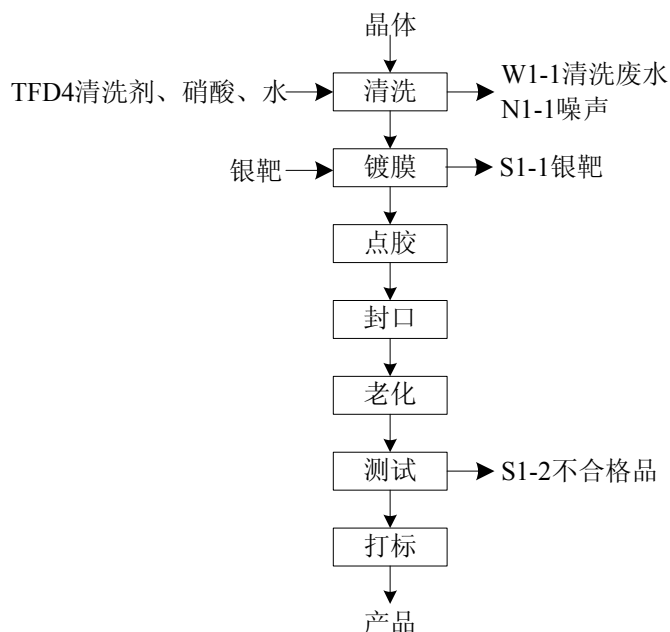 晶体
TFD4清洗剂、硝酸、水
清洗
W1-1清洗废水
N1-1噪声
银靶
镀膜
S1-1银靶
点胶
封口
老化
测试
S1-2不合格品
打标
产品